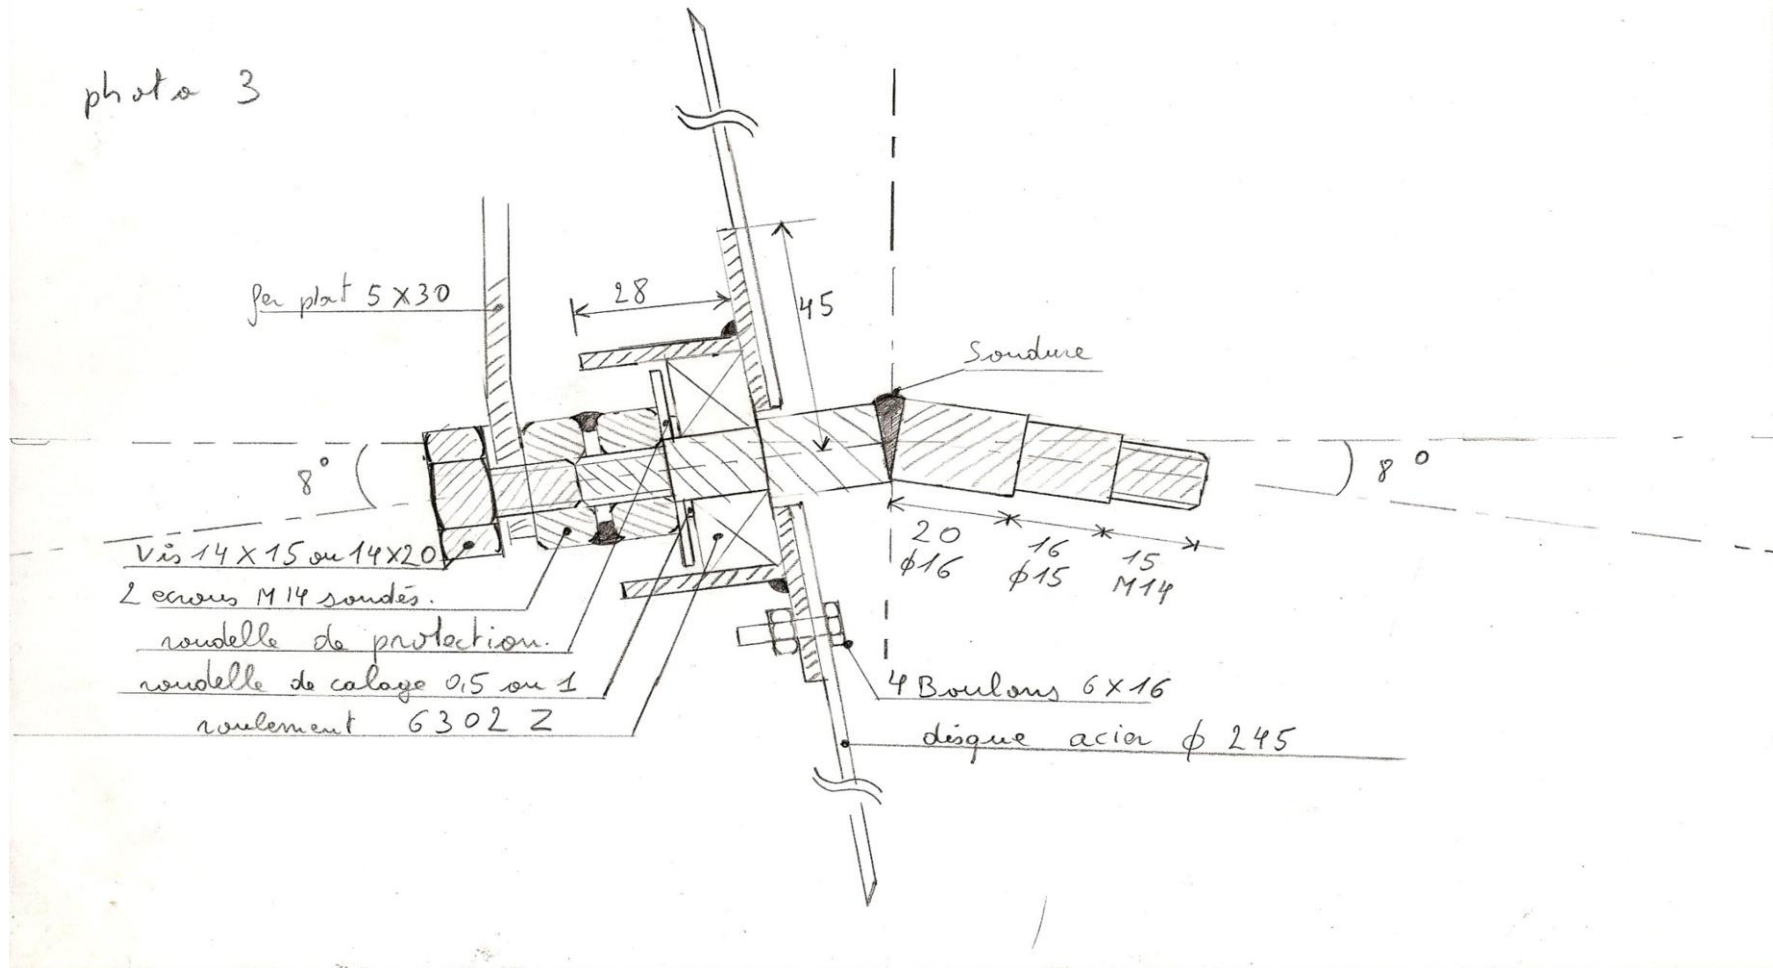 photo 3
fer plat 5 X 30
28
45
Soudure
8°
8°
Vis 14 X 15 ou 14 X 20
2 ecrous M 14 soudés.
rondelle de protection.
rondelle de calage 0,5 ou 1
roulement 6302 Z
20
ϕ16
16
ϕ15
15
M14
4 Boulons 6 X 16
disque acier ϕ 245